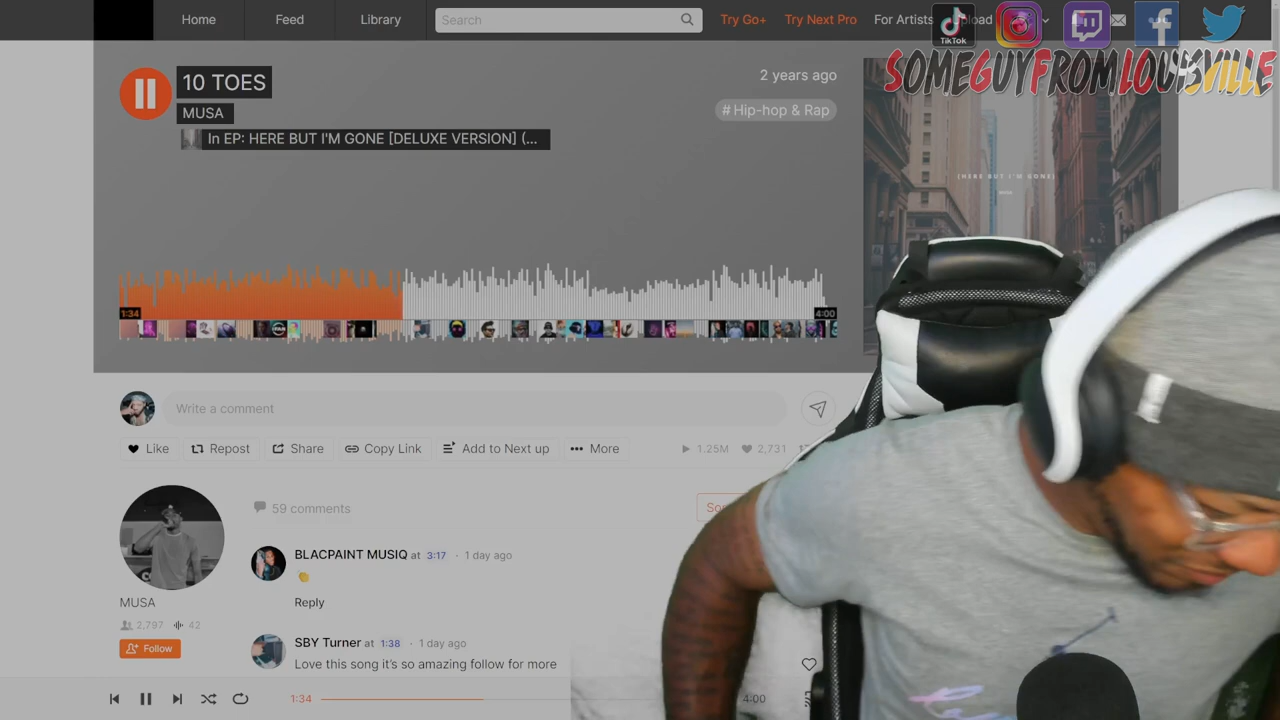 Home
Feed
Library
Search
Try Go+
Try Next Pro
For Artists
TikTok
SOMEGUYFROMLOUISVILLE
10 TOES
MUSA
In EP: HERE BUT I'M GONE [DELUXE VERSION] (...
2 years ago
# Hip-hop & Rap
(HERE BUT I'M GONE)
1:34
4:00
Write a comment
Like
Repost
Share
Copy Link
Add to Next up
More
1.25M
2,731
59 comments
BLACPAINT MUSIQ at 3:17 · 1 day ago
👏
Reply
MUSA
2,797
42
Follow
SBY Turner at 1:38 · 1 day ago
Love this song it's so amazing follow for more
1:34
4:00